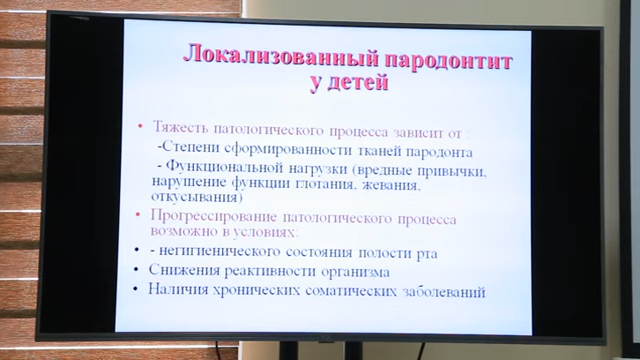 Локализованный пародонтит
у детей
• Тяжесть патологического процесса зависит от :
-Степени сформированности тканей пародонта
- Функциональной нагрузки (вредные привычки,
нарушение функции глотания, жевания,
откусывания)
• Прогрессирование патологического процесса
возможно в условиях:
• - негигиенического состояния полости рта
• Снижения реактивности организма
• Наличия хронических соматических заболеваний